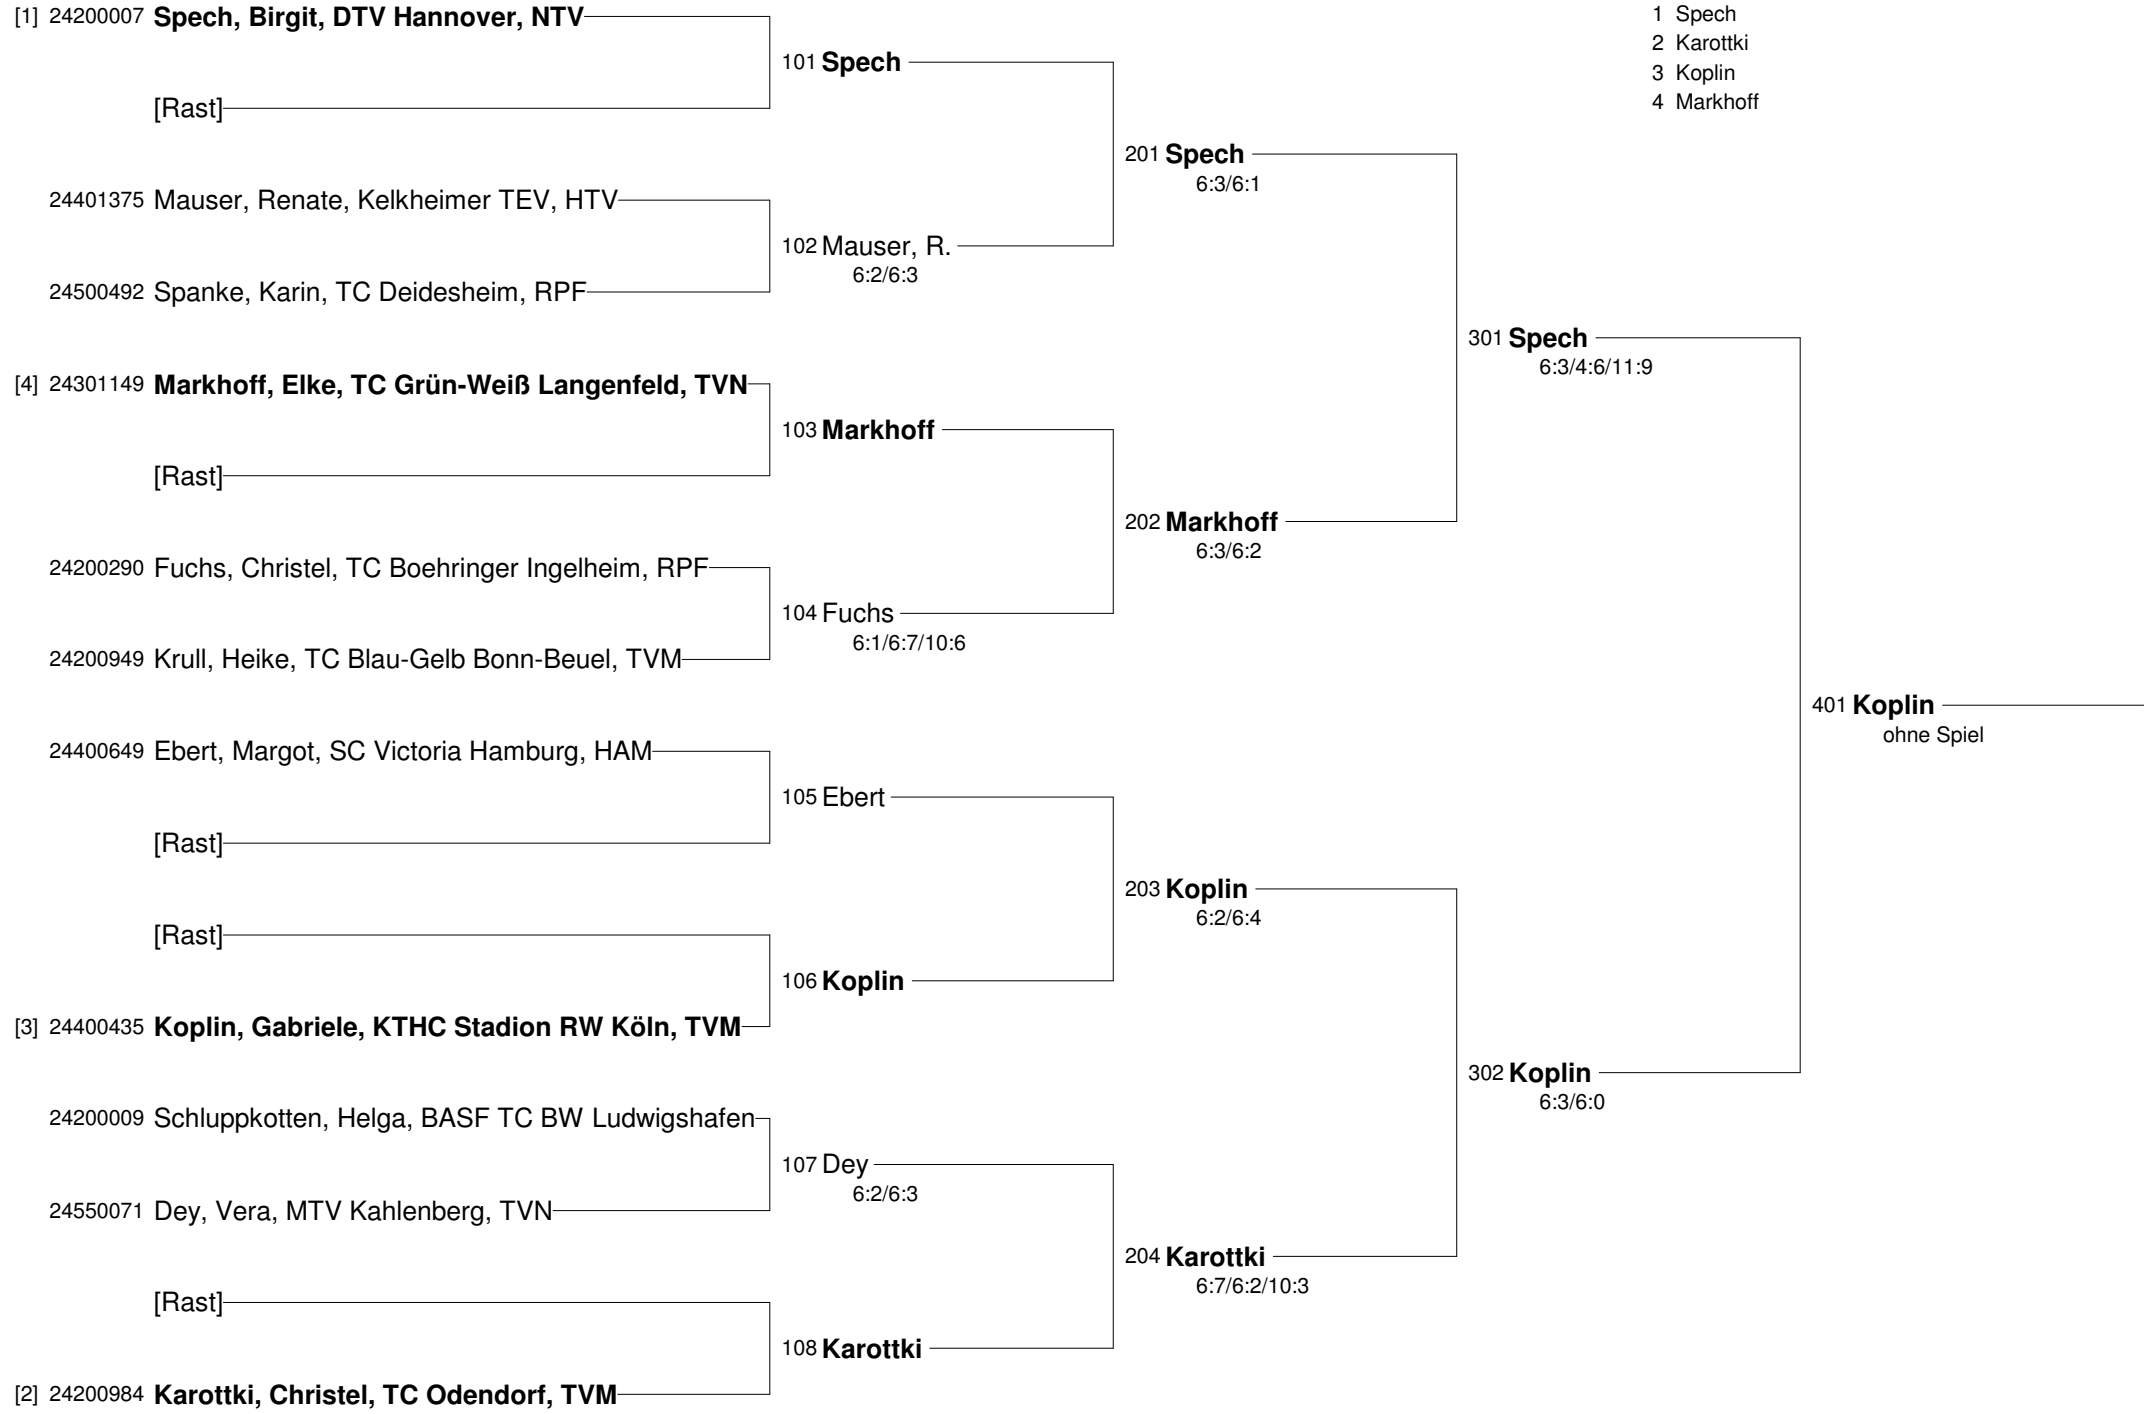 [1] 24200007 Spech, Birgit, DTV Hannover, NTV
[Rast]
24401375 Mauser, Renate, Kelkheimer TEV, HTV
24500492 Spanke, Karin, TC Deidesheim, RPF
[4] 24301149 Markhoff, Elke, TC Grün-Weiß Langenfeld, TVN
[Rast]
24200290 Fuchs, Christel, TC Boehringer Ingelheim, RPF
24200949 Krull, Heike, TC Blau-Gelb Bonn-Beuel, TVM
24400649 Ebert, Margot, SC Victoria Hamburg, HAM
[Rast]
[Rast]
[3] 24400435 Koplin, Gabriele, KTHC Stadion RW Köln, TVM
24200009 Schluppkotten, Helga, BASF TC BW Ludwigshafen
24550071 Dey, Vera, MTV Kahlenberg, TVN
[Rast]
[2] 24200984 Karottki, Christel, TC Odendorf, TVM
101 Spech
102 Mauser, R.
6:2/6:3
103 Markhoff
104 Fuchs
6:1/6:7/10:6
105 Ebert
106 Koplin
107 Dey
6:2/6:3
108 Karottki
201 Spech
6:3/6:1
202 Markhoff
6:3/6:2
203 Koplin
6:2/6:4
204 Karottki
6:7/6:2/10:3
301 Spech
6:3/4:6/11:9
302 Koplin
6:3/6:0
401 Koplin
ohne Spiel
1 Spech
2 Karottki
3 Koplin
4 Markhoff